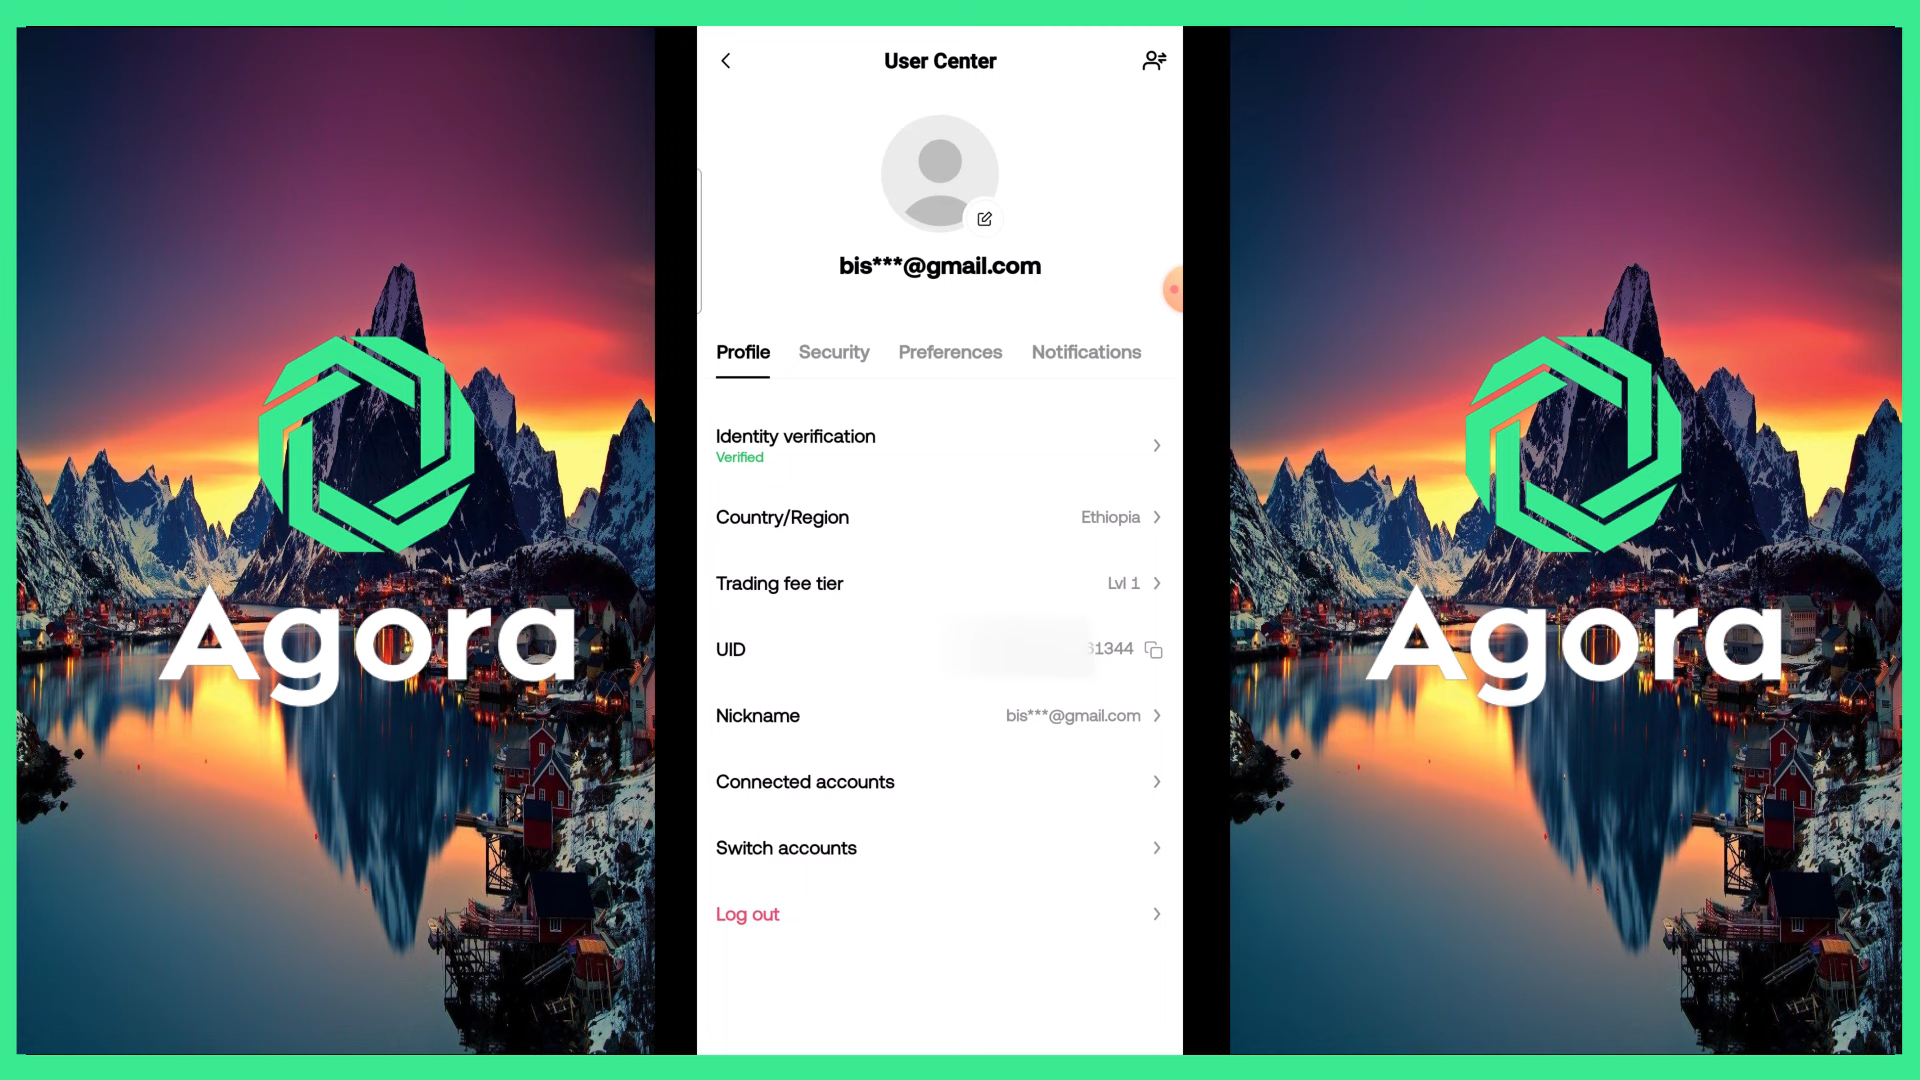 User Center
bis***@gmail.com
Profile Security Preferences Notifications
Identity verification
Verified
Country/Region Ethiopia
Trading fee tier Lvl 1
UID 1344
Nickname bis***@gmail.com
Connected accounts
Switch accounts
Log out
Agora
Agora